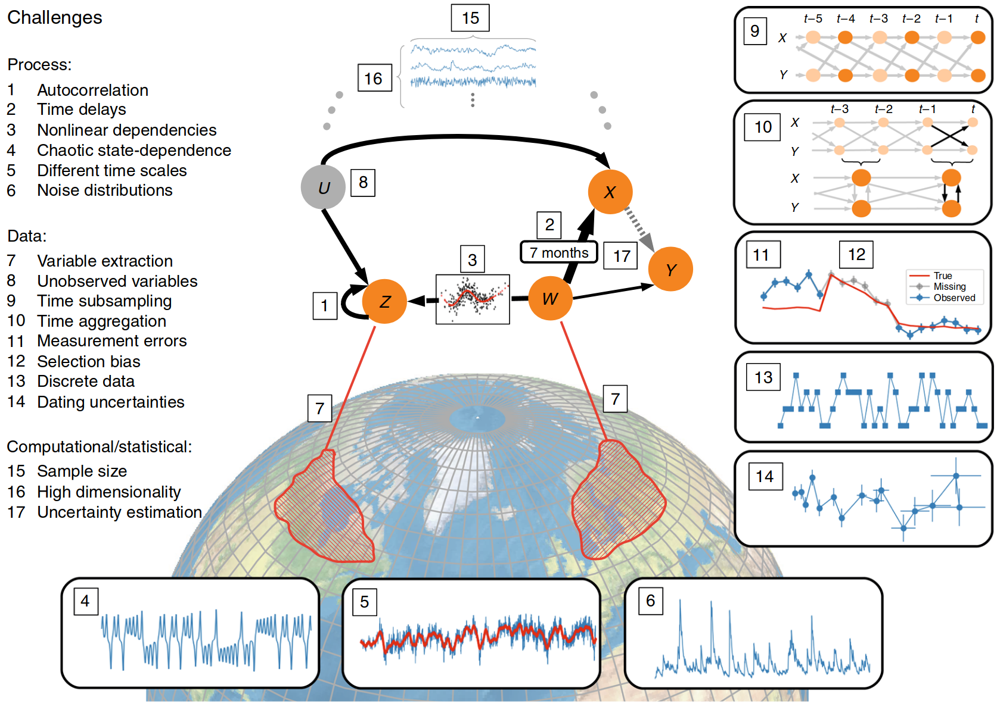 Challenges
Process:
1 Autocorrelation
2 Time delays
3 Nonlinear dependencies
4 Chaotic state-dependence
5 Different time scales
6 Noise distributions
Data:
7 Variable extraction
8 Unobserved variables
9 Time subsampling
10 Time aggregation
11 Measurement errors
12 Selection bias
13 Discrete data
14 Dating uncertainties
Computational/statistical:
15 Sample size
16 High dimensionality
17 Uncertainty estimation
15
16
U
8
X
2
7 months
17
Y
3
1
Z
W
7
7
4
5
6
9
t–5 t–4 t–3 t–2 t–1 t
X
Y
10
t–3 t–2 t–1 t
X
Y
X
Y
11
12
True
Missing
Observed
13
14